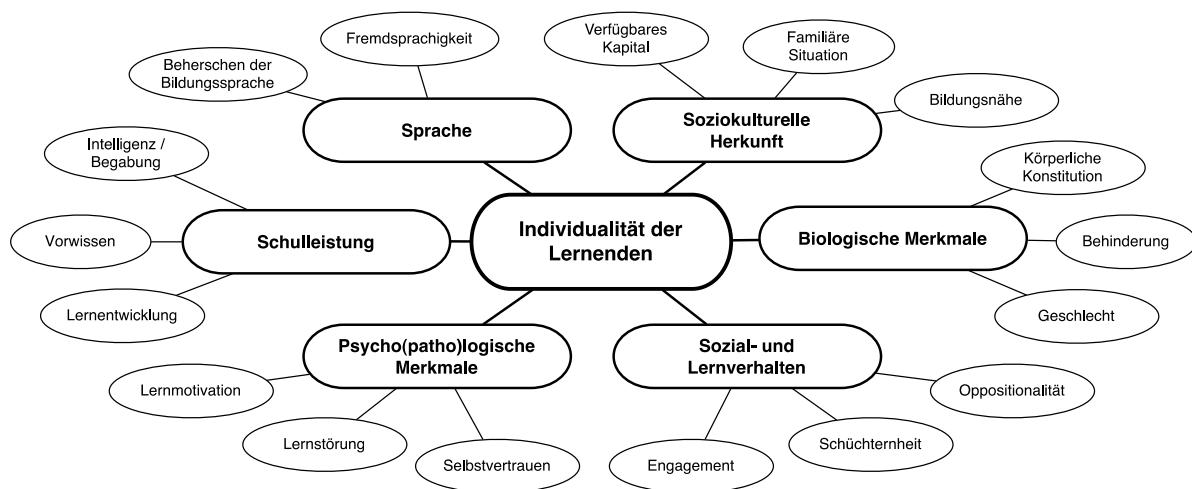 Fremdsprachigkeit
Verfügbares
Kapital
Familiäre
Situation
Beherschen der
Bildungssprache
Bildungsnähe
Sprache
Soziokulturelle
Herkunft
Intelligenz /
Begabung
Körperliche
Konstitution
Individualität der
Lernenden
Vorwissen
Schulleistung
Biologische Merkmale
Behinderung
Lernentwicklung
Geschlecht
Psycho(patho)logische
Merkmale
Sozial- und
Lernverhalten
Lernmotivation
Oppositionalität
Lernstörung
Schüchternheit
Selbstvertrauen
Engagement